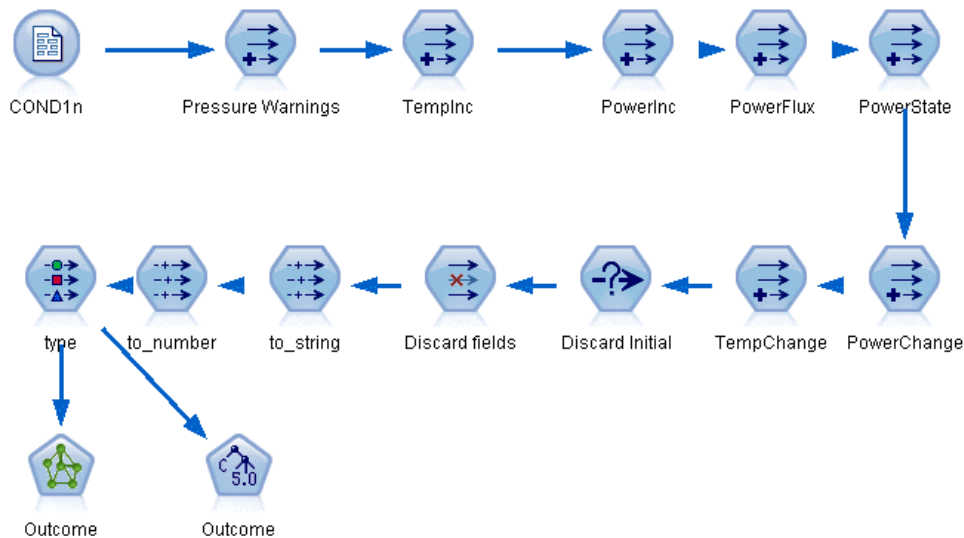 COND1n
Pressure Warnings
TempInc
PowerInc
PowerFlux
PowerState
type
to_number
to_string
Discard fields
Discard Initial
TempChange
PowerChange
C 5.0
Outcome
Outcome